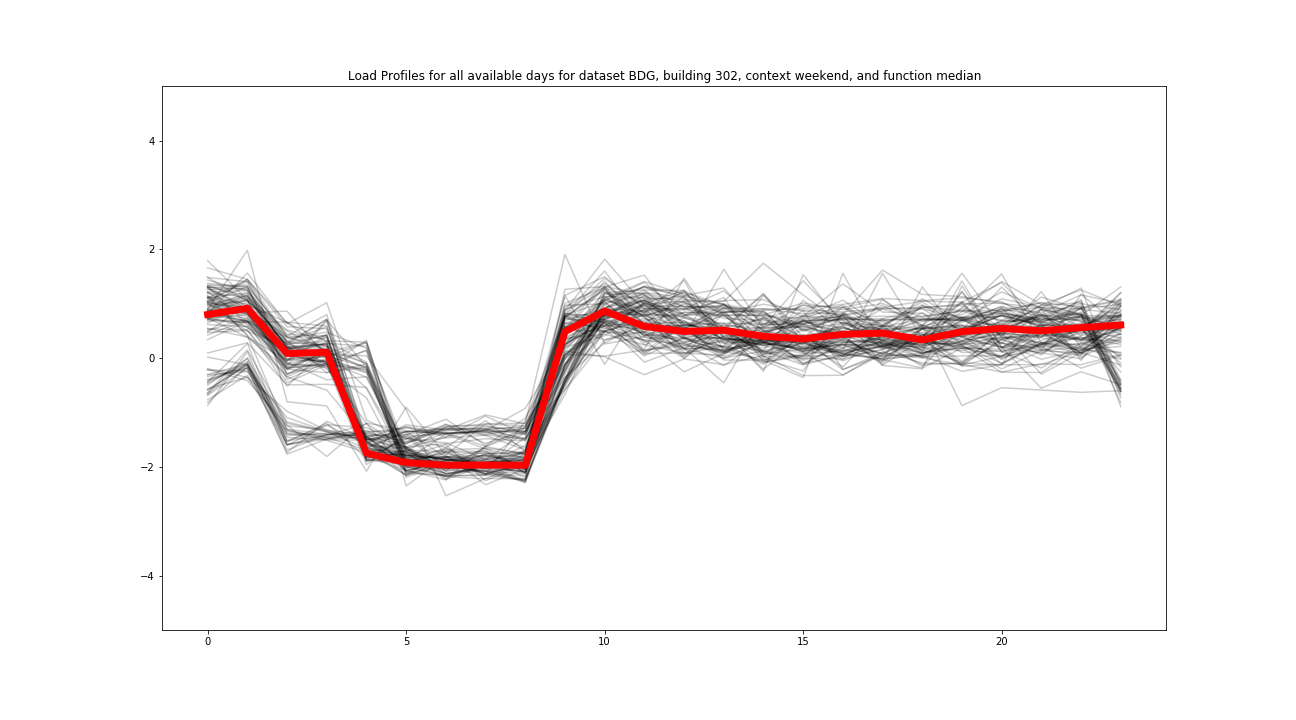 Load Profiles for all available days for dataset BDG, building 302, context weekend, and function median
4
2
0
−2
−4
0 5 10 15 20